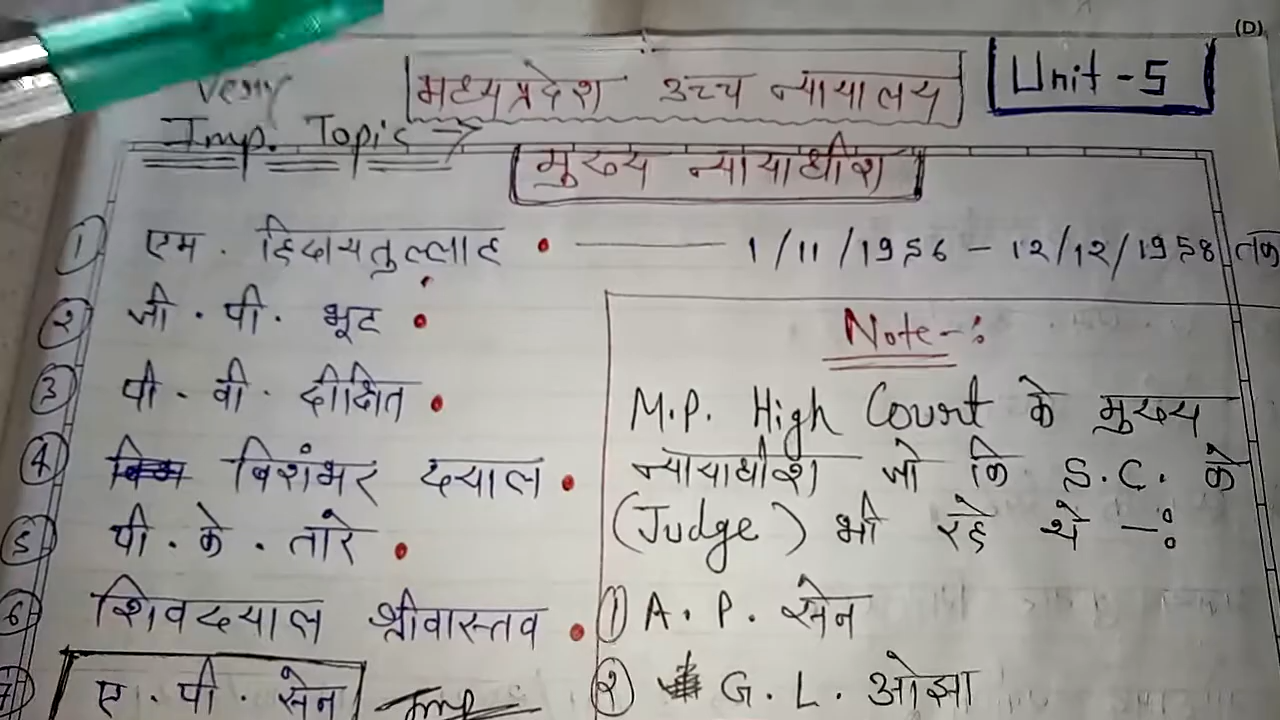 (D)
Very
मध्यप्रदेश उच्च न्यायालय
Unit-5
Imp. Topic →
मुख्य न्यायाधीश
① एम. हिदायतुल्लाह • —— 1/11/1956 - 12/12/1958 तक
② जी. पी. भूट •
③ पी. वी. दीक्षित •
④ विशंभर दयाल •
⑤ पी. के. तारे •
⑥ शिवदयाल श्रीवास्तव •
⑦ ए. पी. सेन Imp
Note-:
M.P. High Court के मुख्य
न्यायाधीश जो कि S.C. के
(Judge) भी रहे थे -:
① A. P. सेन
② G. L. ओझा